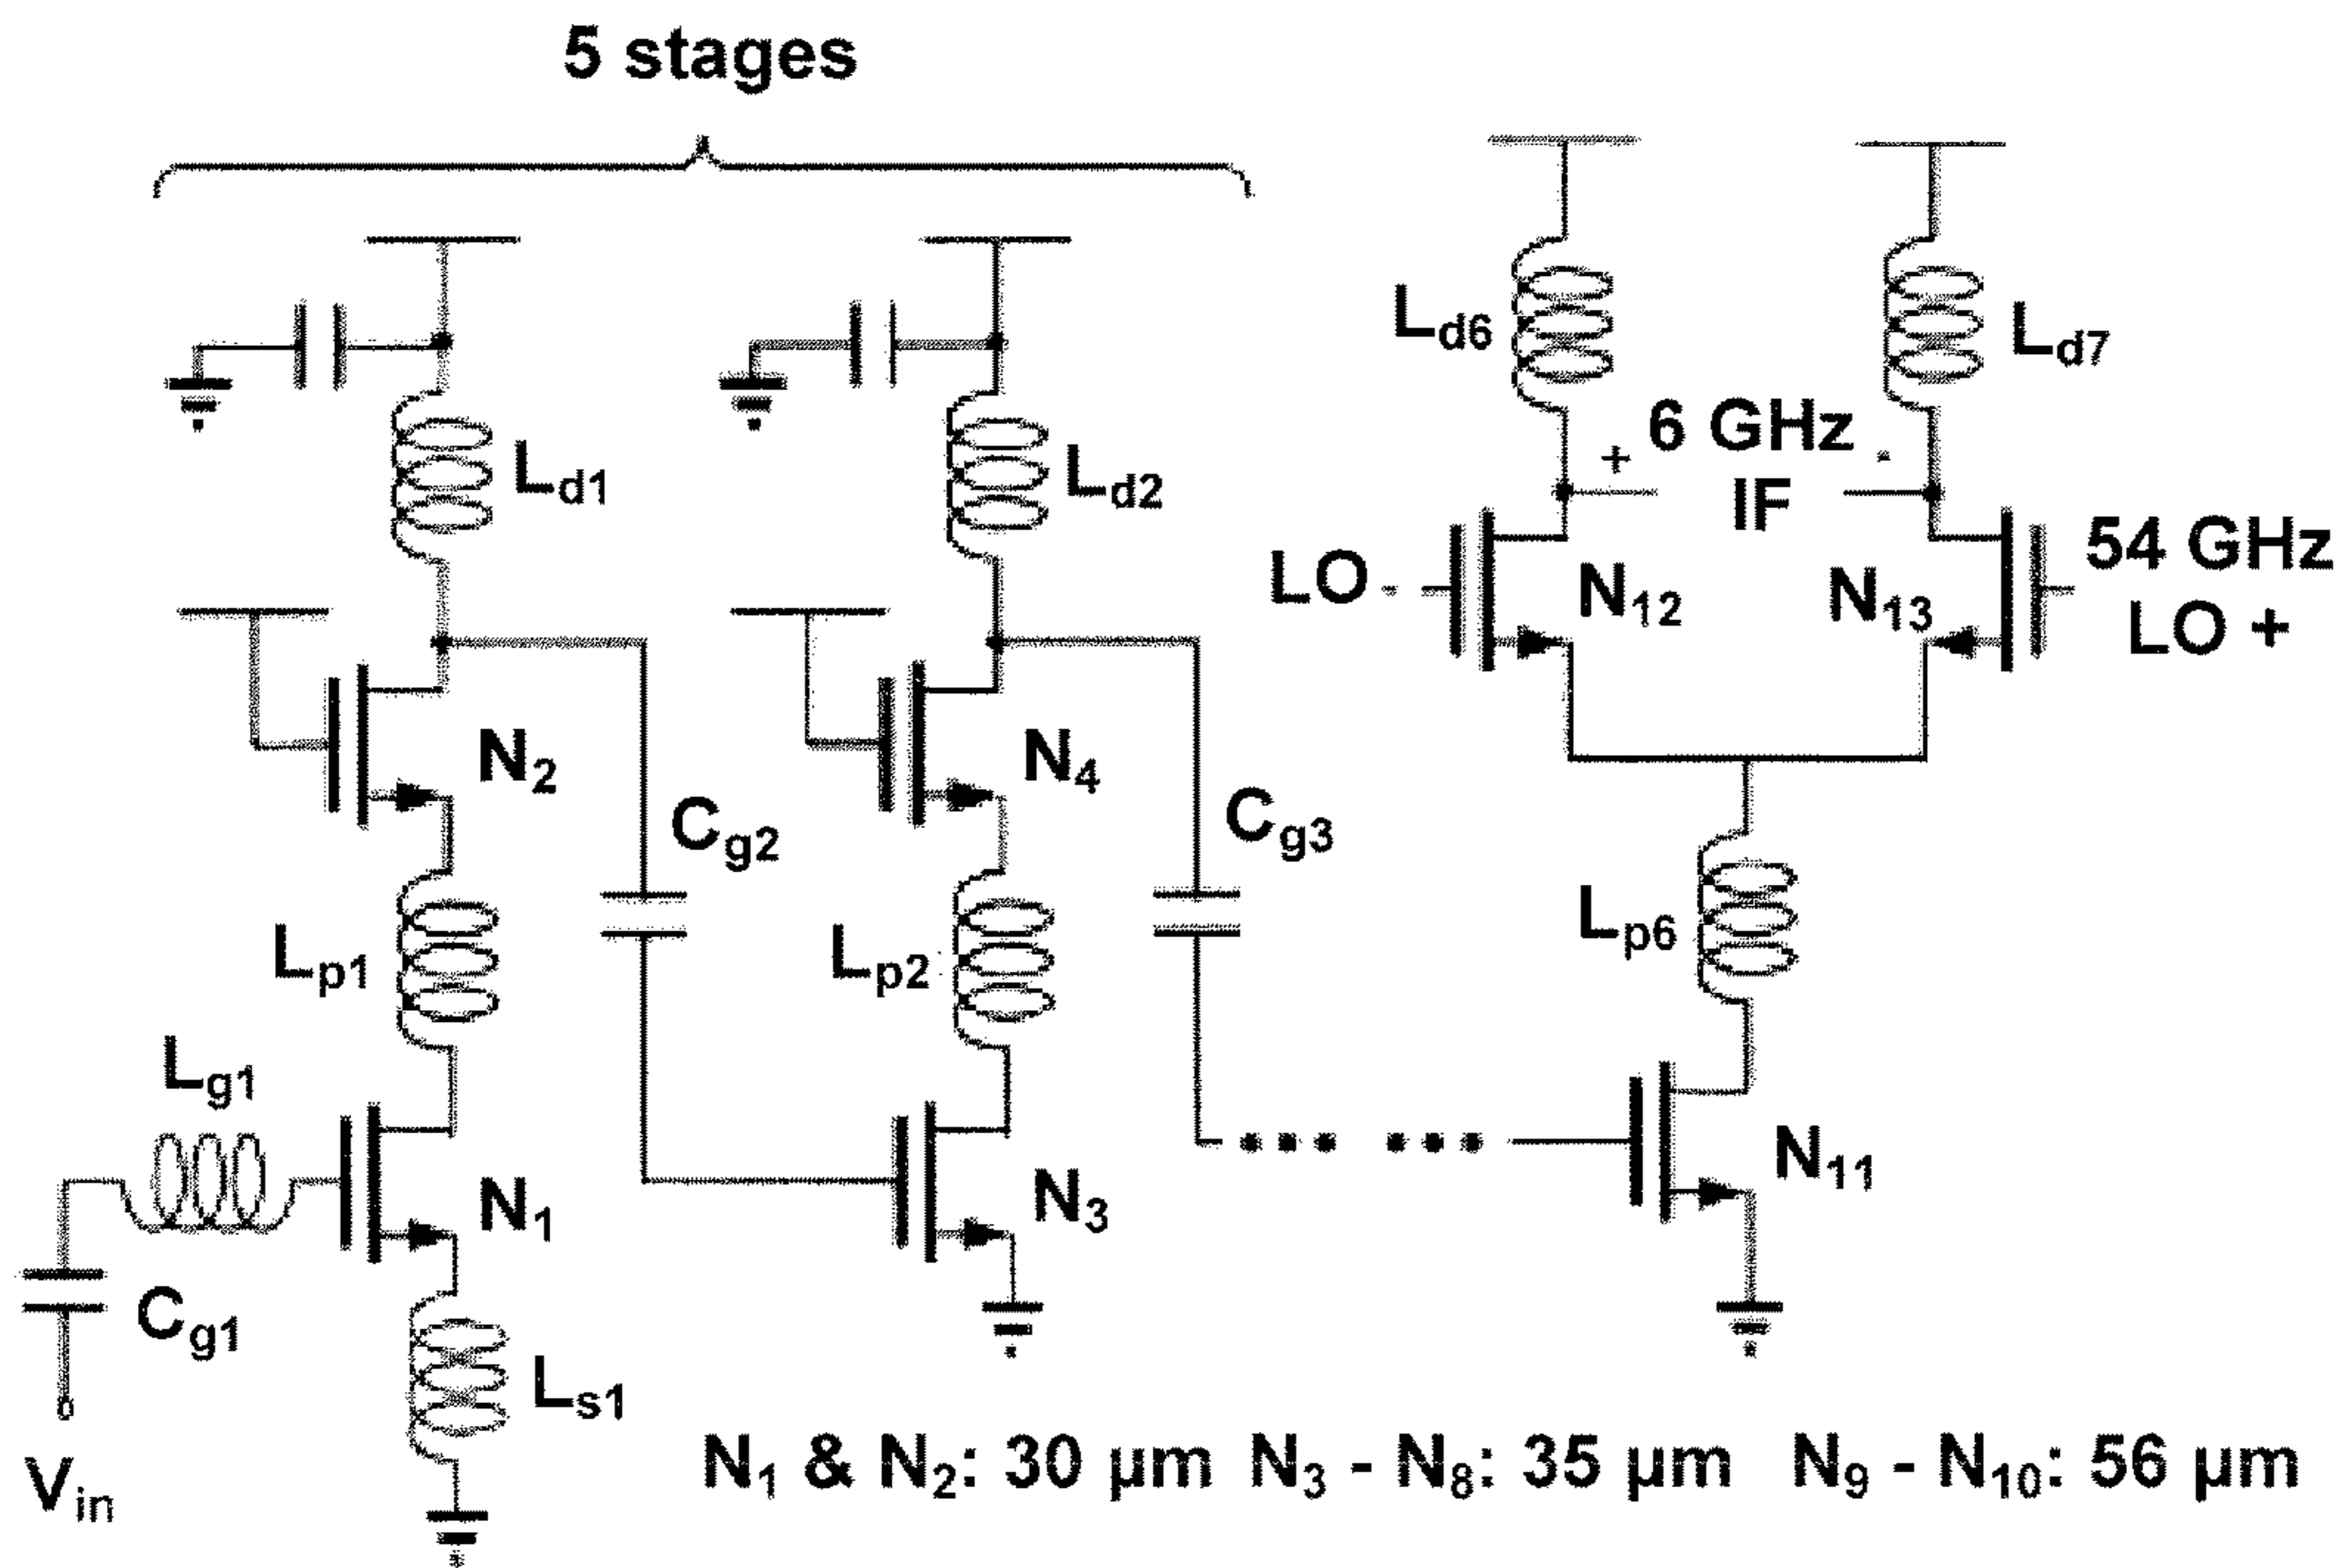 5 stages
Ld1
Ld2
Ld6
Ld7
+ 6 GHz -
IF
LO -
N12
N13
54 GHz
LO +
N2
N4
Cg2
Cg3
Lp1
Lp2
Lp6
Lg1
N1
N3
N11
Cg1
Ls1
Vin
N1 & N2: 30 µm N3 - N8: 35 µm N9 - N10: 56 µm